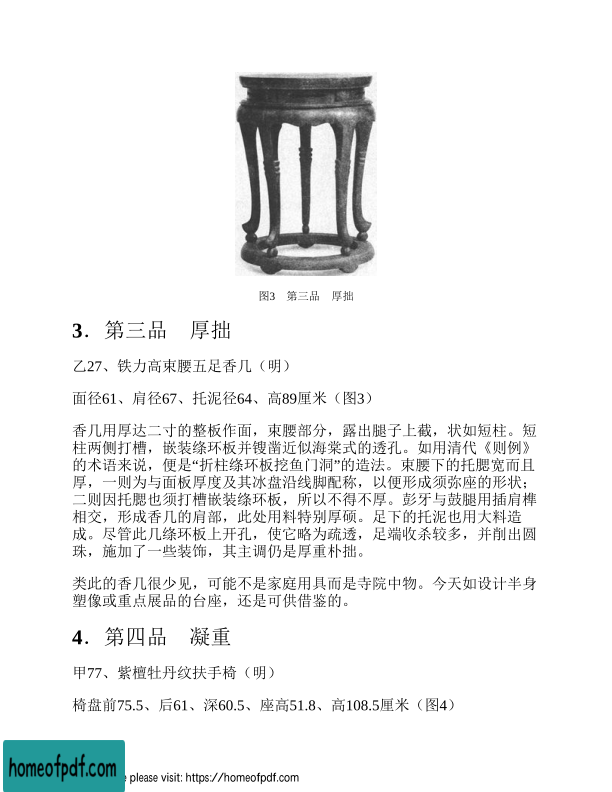 图3　第三品　厚拙
3．第三品　厚拙
乙27、铁力高束腰五足香几（明）
面径61、肩径67、托泥径64、高89厘米（图3）
香几用厚达二寸的整板作面，束腰部分，露出腿子上截，状如短柱。短
柱两侧打槽，嵌装绦环板并锼凿近似海棠式的透孔。如用清代《则例》
的术语来说，便是“折柱绦环板挖鱼门洞”的造法。束腰下的托腮宽而且
厚，一则为与面板厚度及其冰盘沿线脚配称，以便形成须弥座的形状；
二则因托腮也须打槽嵌装绦环板，所以不得不厚。彭牙与鼓腿用插肩榫
相交，形成香几的肩部，此处用料特别厚硕。足下的托泥也用大料造
成。尽管此几绦环板上开孔，使它略为疏透，足端收杀较多，并削出圆
珠，施加了一些装饰，其主调仍是厚重朴拙。
类此的香几很少见，可能不是家庭用具而是寺院中物。今天如设计半身
塑像或重点展品的台座，还是可供借鉴的。
4．第四品　凝重
甲77、紫檀牡丹纹扶手椅（明）
椅盘前75.5、后61、深60.5、座高51.8、高108.5厘米（图4）
homeofpdf.com
e please visit: https://homeofpdf.com